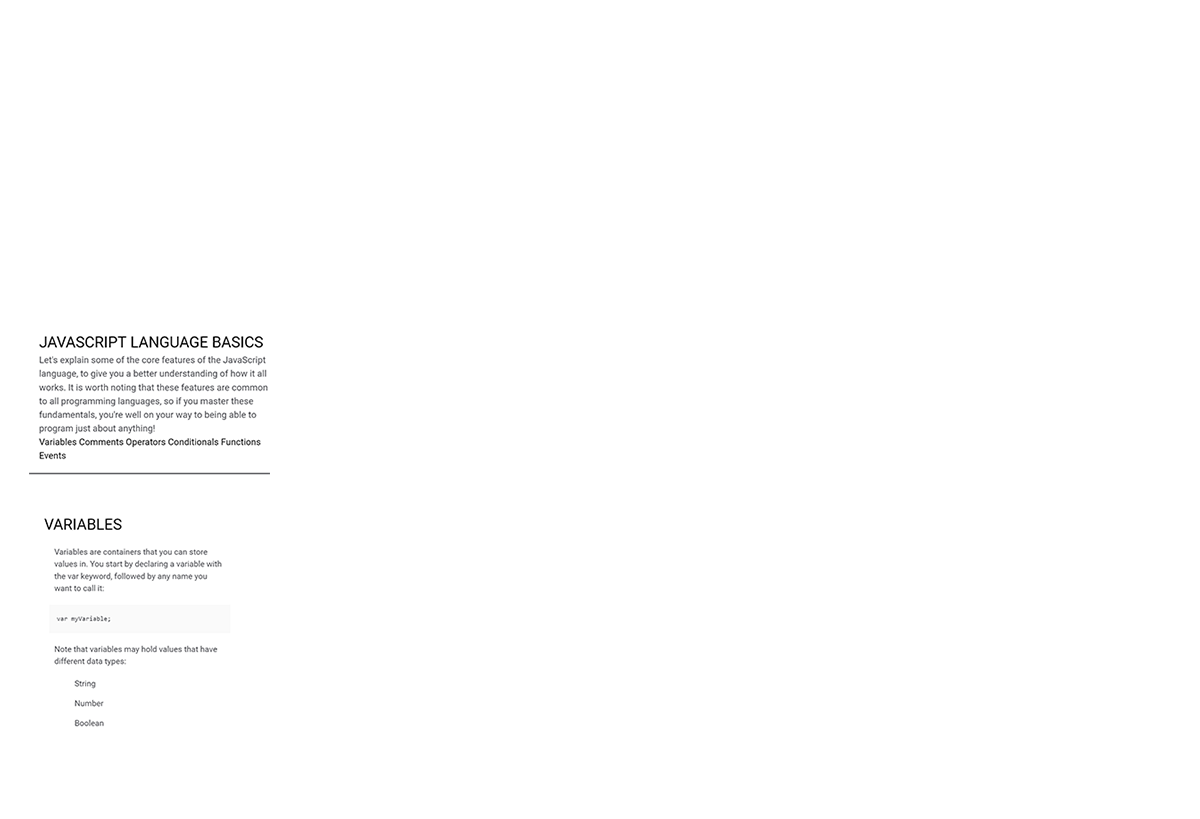 JAVASCRIPT LANGUAGE BASICS
Let's explain some of the core features of the JavaScript
language, to give you a better understanding of how it all
works. It is worth noting that these features are common
to all programming languages, so if you master these
fundamentals, you're well on your way to being able to
program just about anything!
Variables Comments Operators Conditionals Functions
Events
VARIABLES
Variables are containers that you can store
values in. You start by declaring a variable with
the var keyword, followed by any name you
want to call it:
var myVariable;
Note that variables may hold values that have
different data types:
String
Number
Boolean